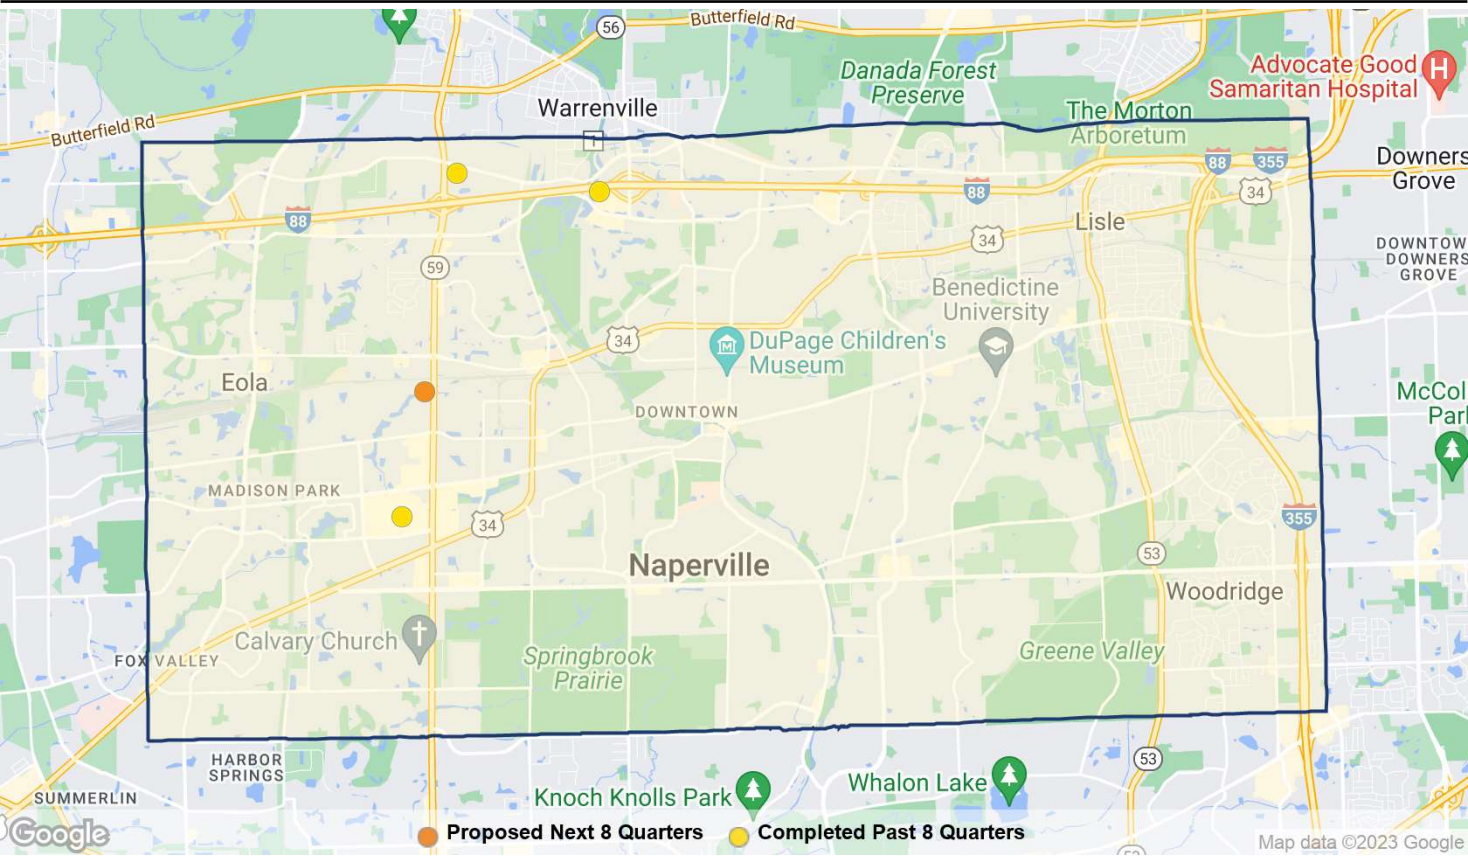 Butterfield Rd
56
Danada Forest
Preserve
Advocate Good
Samaritan Hospital
H
Warrenville
The Morton
Arboretum
Butterfield Rd
1
88
355
Downers
Grove
88
34
88
Lisle
34
59
DOWNTOW
DOWNERS
GROVE
Benedictine
University
34
DuPage Children's
Museum
M
Eola
McCol
Parl
DOWNTOWN
MADISON PARK
34
355
53
Naperville
Woodridge
Calvary Church
FOX VALLEY
Springbrook
Prairie
Greene Valley
HARBOR
SPRINGS
53
SUMMERLIN
Knoch Knolls Park
Whalon Lake
Google
Proposed Next 8 Quarters
Completed Past 8 Quarters
Map data ©2023 Google